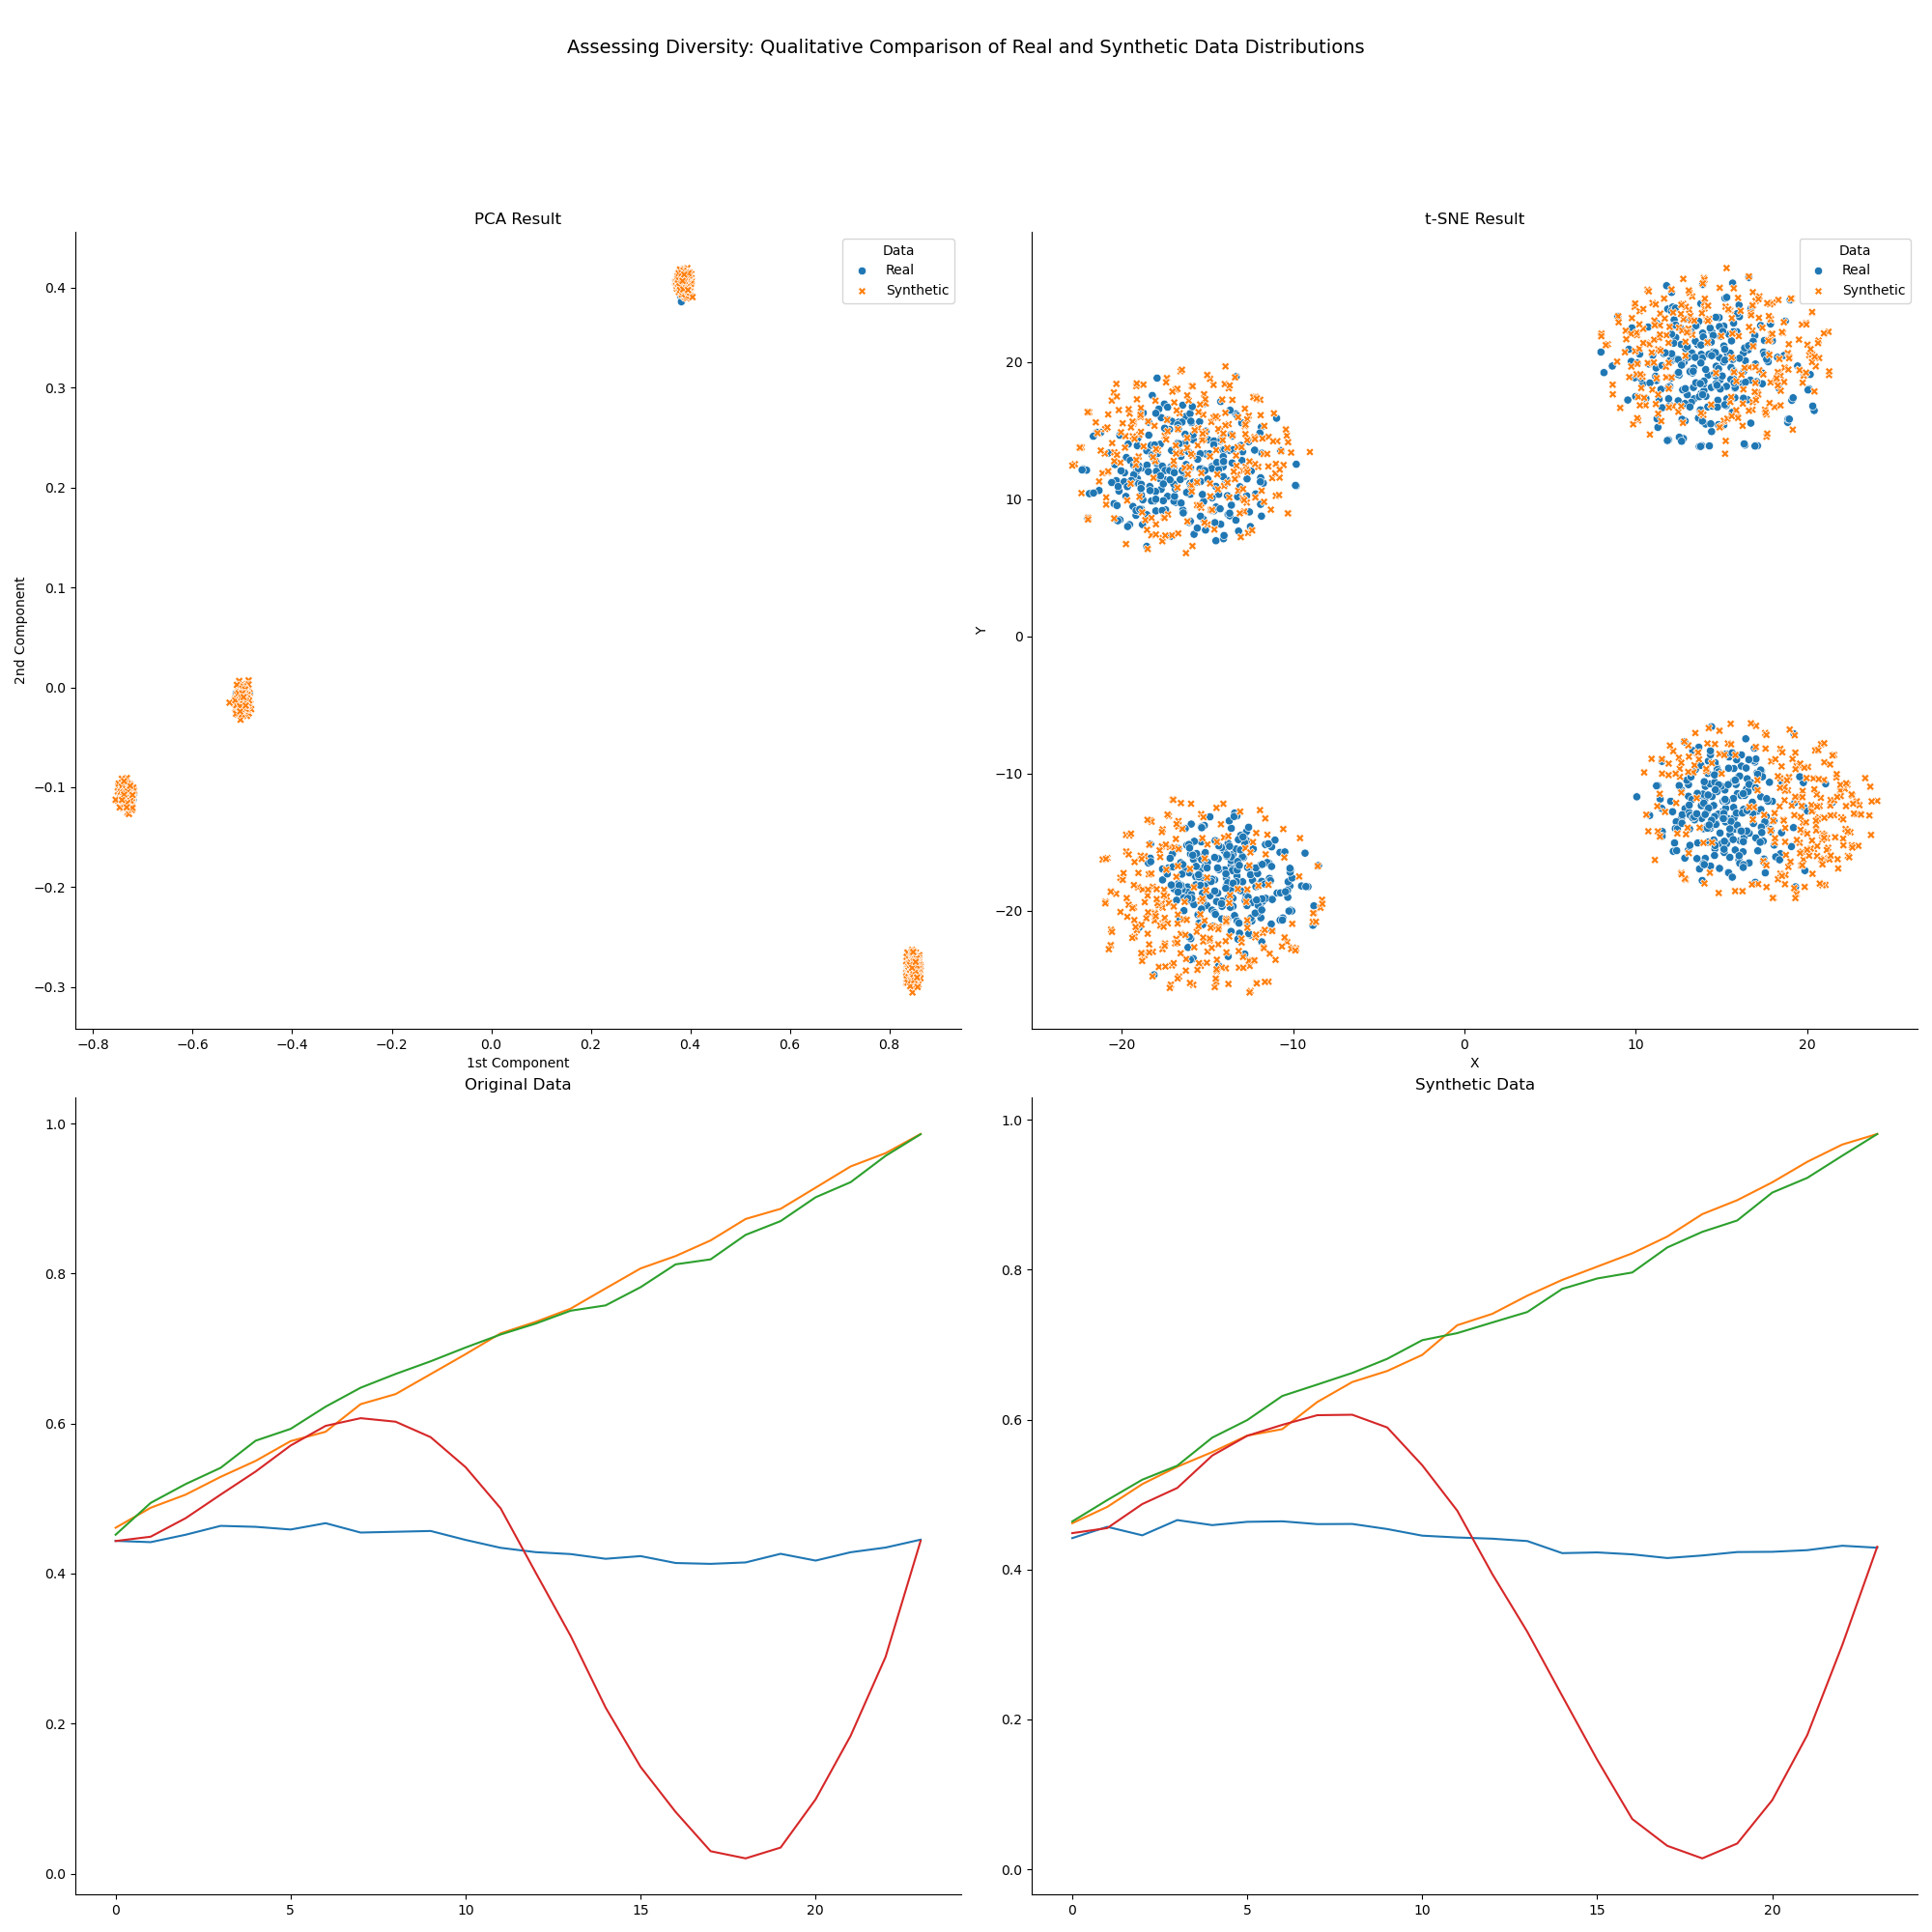 Assessing Diversity: Qualitative Comparison of Real and Synthetic Data Distributions
PCA Result
Data
Real
Synthetic
0.4
0.3
0.2
0.1
0.0
−0.1
−0.2
−0.3
2nd Component
−0.8 −0.6 −0.4 −0.2 0.0 0.2 0.4 0.6 0.8
1st Component
t-SNE Result
Data
Real
Synthetic
20
10
0
−10
−20
Y
−20 −10 0 10 20
X
Original Data
1.0
0.8
0.6
0.4
0.2
0.0
0 5 10 15 20
Synthetic Data
1.0
0.8
0.6
0.4
0.2
0.0
0 5 10 15 20